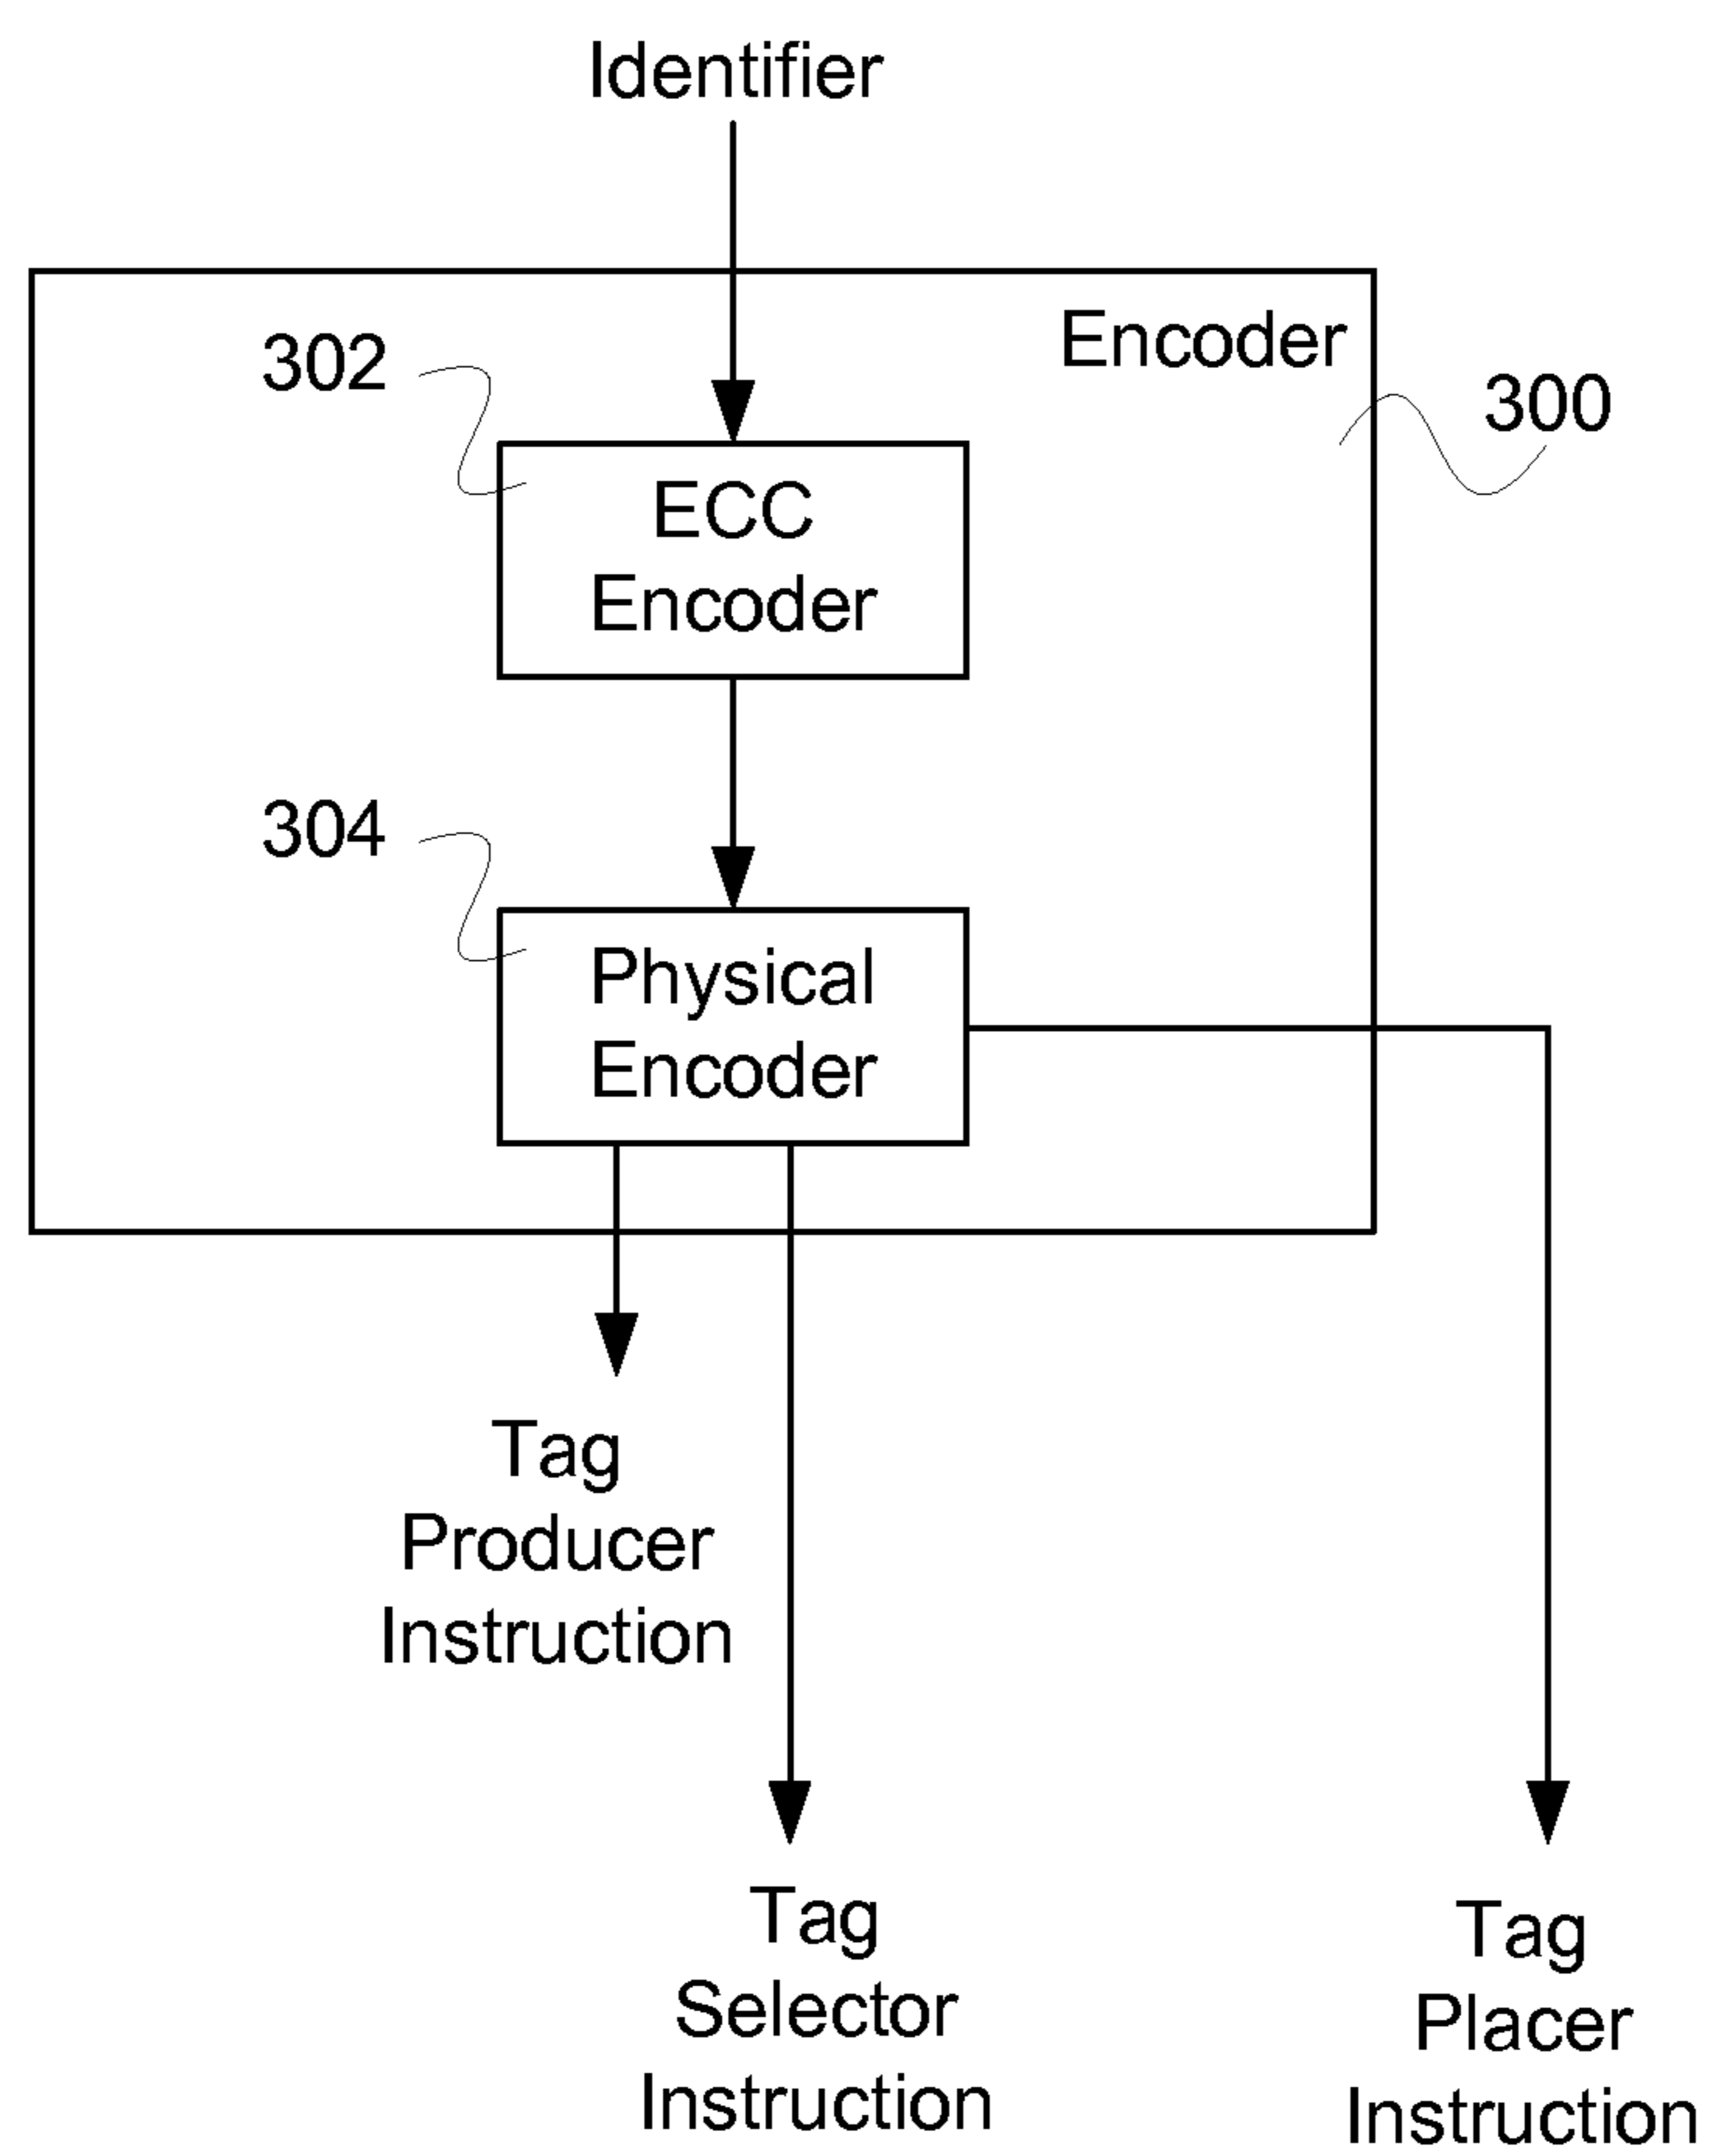 Identifier
Encoder
302
300
ECC
Encoder
304
Physical
Encoder
Tag
Producer
Instruction
Tag
Selector
Instruction
Tag
Placer
Instruction